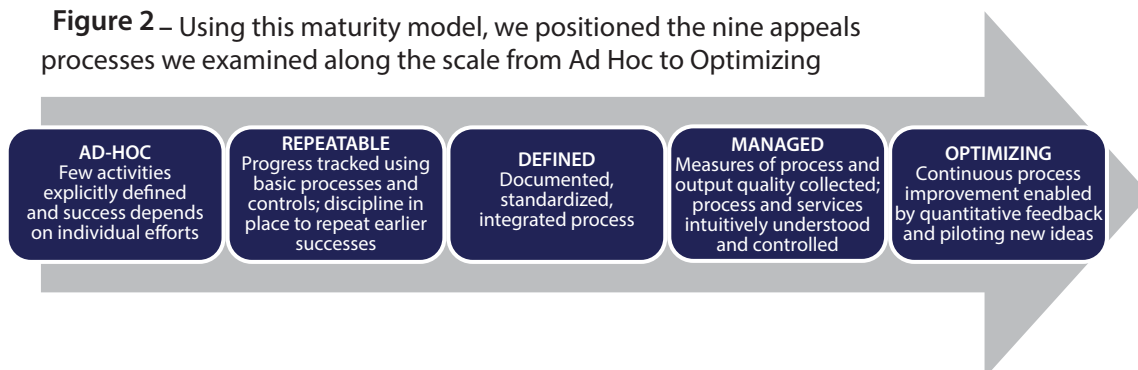 Figure 2 – Using this maturity model, we positioned the nine appeals
processes we examined along the scale from Ad Hoc to Optimizing
AD-HOC
Few activities
explicitly defined
and success depends
on individual efforts
REPEATABLE
Progress tracked using
basic processes and
controls; discipline in
place to repeat earlier
successes
DEFINED
Documented,
standardized,
integrated process
MANAGED
Measures of process and
output quality collected;
process and services
intuitively understood
and controlled
OPTIMIZING
Continuous process
improvement enabled
by quantitative feedback
and piloting new ideas